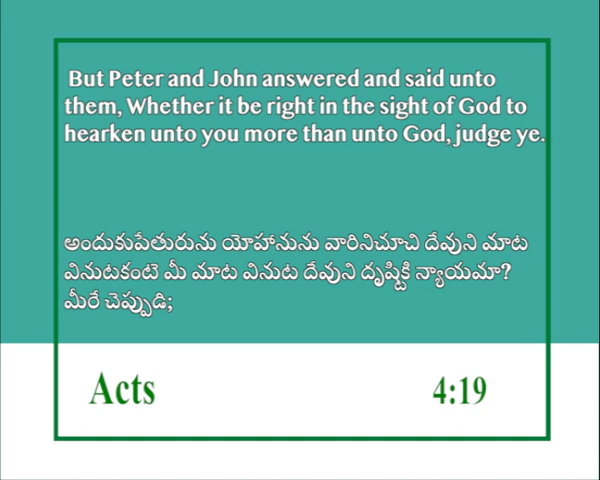 But Peter and John answered and said unto
them, Whether it be right in the sight of God to
hearken unto you more than unto God, judge ye.
అందుకుపేతురును యోహానును వారినిచూచి దేవుని మాట
వినుటకంటె మీ మాట వినుట దేవుని దృష్టికి న్యాయమా?
మీరే చెప్పుడి;
Acts 4:19